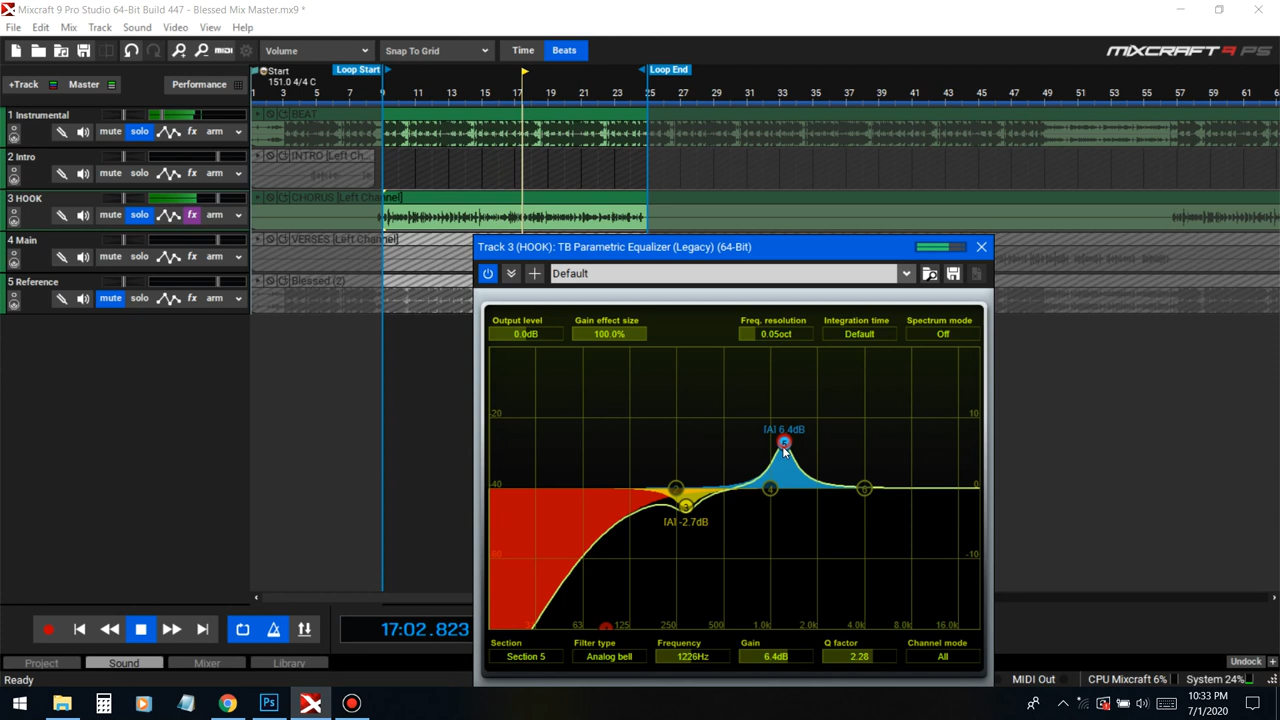 Mixcraft 9 Pro Studio 64-Bit Build 447 - Blessed Mix Master.mx9 *
File Edit Mix Track Sound Video View Help
Volume Snap To Grid Time Beats MIXCRAFT 9 PS
+Track Master Performance
Start
151.0 4/4 C
Loop Start
Loop End
1 3 5 7 9 11 13 15 17 19 21 23 25 27 29 31 33 35 37 39 41 43 45 47 49 51 53 55 57 59 61 6
1 Instrumental
mute solo fx arm
BEAT
2 Intro
mute solo fx arm
INTRO [Left Ch...
3 HOOK
mute solo fx arm
CHORUS [Left Channel]
4 Main
mute solo fx arm
VERSES [Left Channel]
5 Reference
mute solo fx arm
Blessed (2)
Track 3 (HOOK): TB Parametric Equalizer (Legacy) (64-Bit)
Default
Output level Gain effect size Freq. resolution Integration time Spectrum mode
0.0dB 100.0% 0.05oct Default Off
-20 10
[A] 6.4dB
-40 2 4 6 0
[A] -2.7dB
-10
63 125 250 500 1.0k 2.0k 4.0k 8.0k 16.0k
Section Filter type Frequency Gain Q factor Channel mode
Section 5 Analog bell 1226Hz 6.4dB 2.28 All
17:02.823
Project Sound Mixer Library
Undock
Ready
MIDI Out CPU Mixcraft 6% System 24%
10:33 PM
7/1/2020